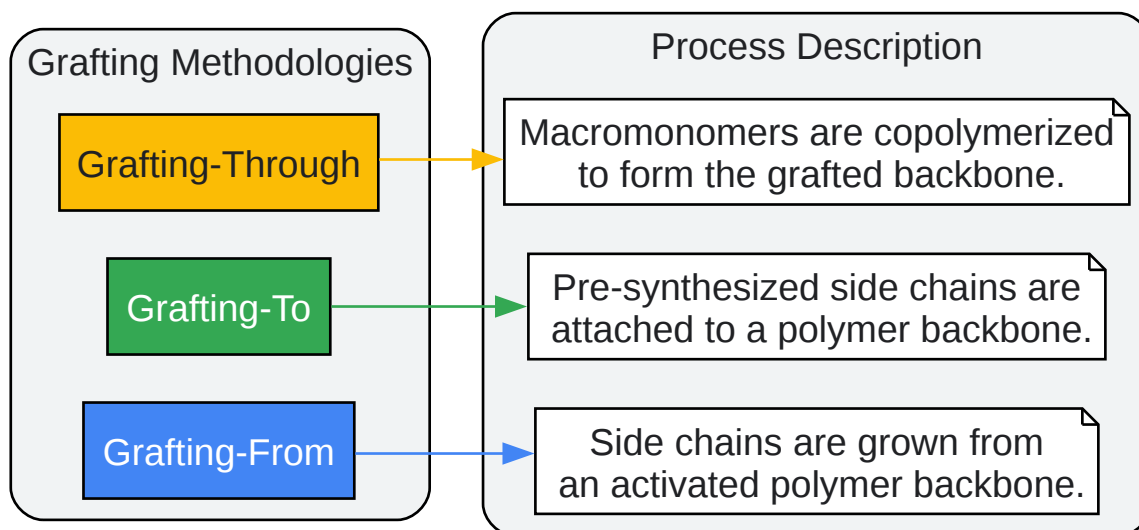 Grafting Methodologies
Process Description
Grafting-Through
Macromonomers are copolymerized
to form the grafted backbone.
Grafting-To
Pre-synthesized side chains are
attached to a polymer backbone.
Grafting-From
Side chains are grown from
an activated polymer backbone.